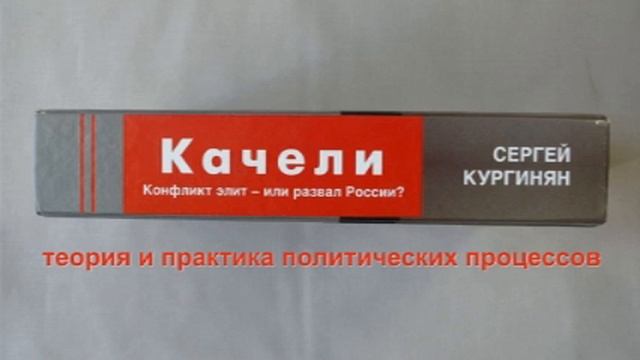 Качели
Конфликт элит – или развал России?
СЕРГЕЙ
КУРГИНЯН
теория и практика политических процессов